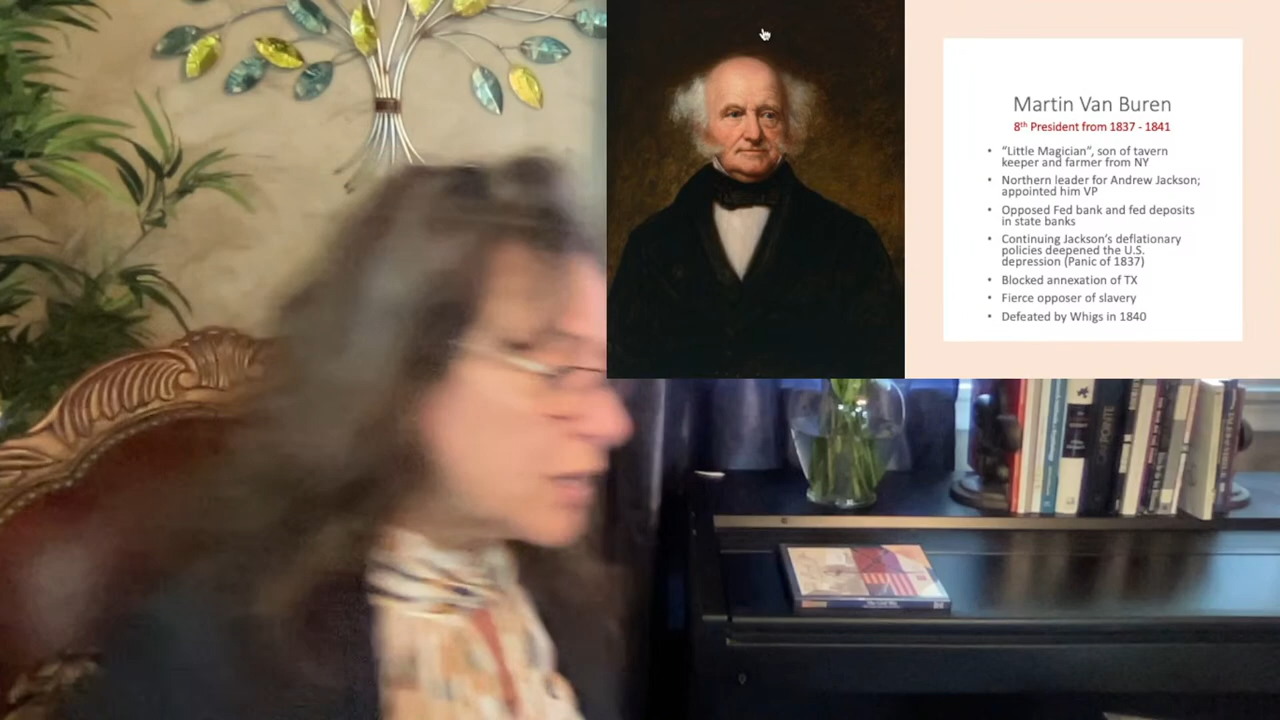 Martin Van Buren
8th President from 1837 - 1841
• “Little Magician”, son of tavern
keeper and farmer from NY
• Northern leader for Andrew Jackson;
appointed him VP
• Opposed Fed bank and fed deposits
in state banks
• Continuing Jackson’s deflationary
policies deepened the U.S.
depression (Panic of 1837)
• Blocked annexation of TX
• Fierce opposer of slavery
• Defeated by Whigs in 1840